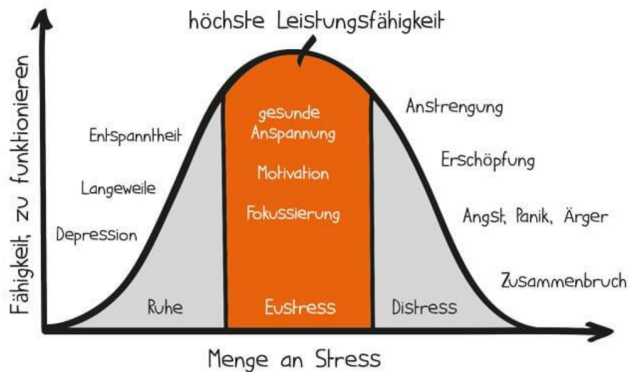 höchste Leistungsfähigkeit
Fähigkeit, zu funktionieren
Entspanntheit
Langeweile
Depression
gesunde
Anspannung
Motivation
Fokussierung
Anstrengung
Erschöpfung
Angst, Panik, Ärger
Zusammenbruch
Ruhe
Eustress
Distress
Menge an Stress